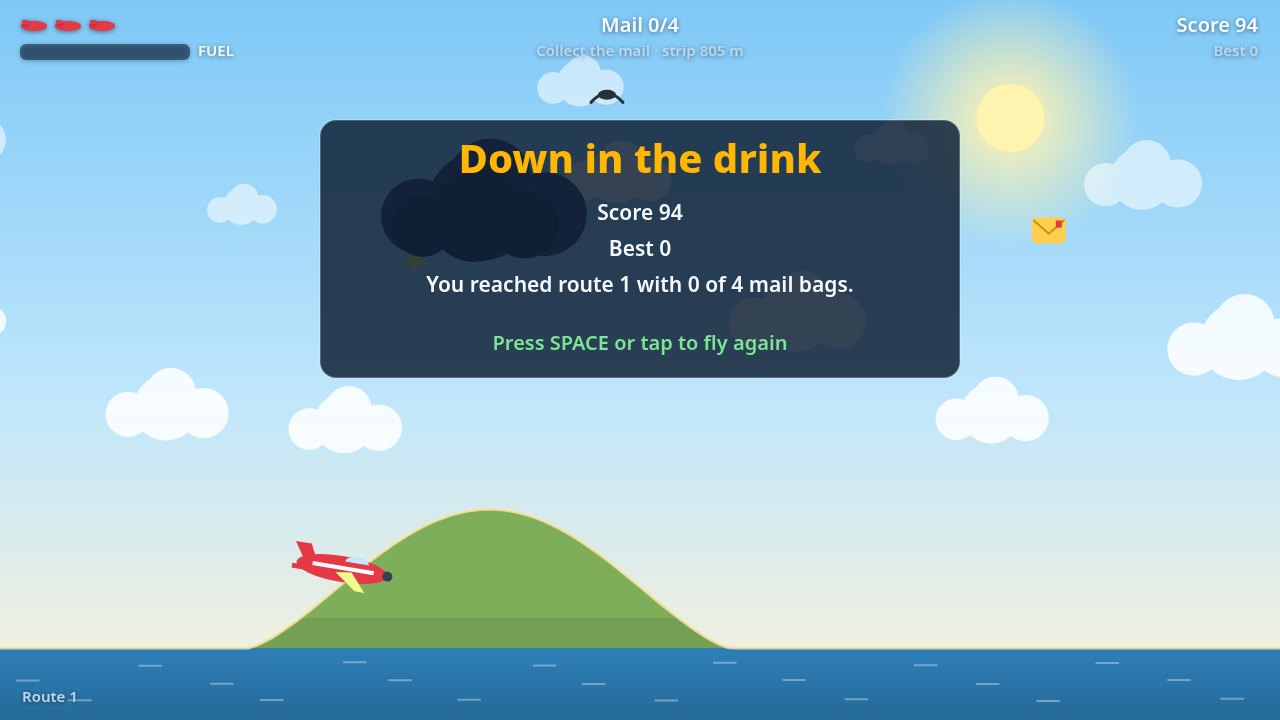 Mail 0/4
Score 94
FUEL
Collect the mail · strip 805 m
Best 0
Down in the drink
Score 94
Best 0
You reached route 1 with 0 of 4 mail bags.
Press SPACE or tap to fly again
Route 1